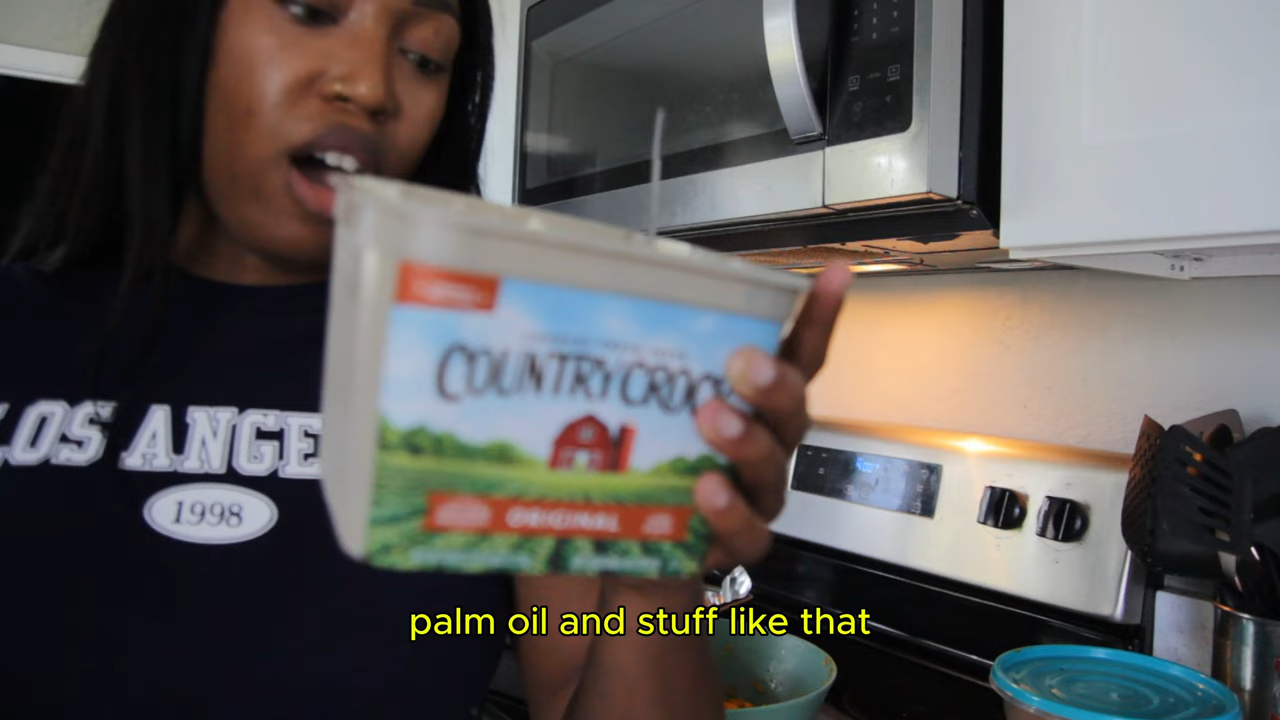 COUNTRY CROCK
ORIGINAL
LOS ANGE
1998
palm oil and stuff like that